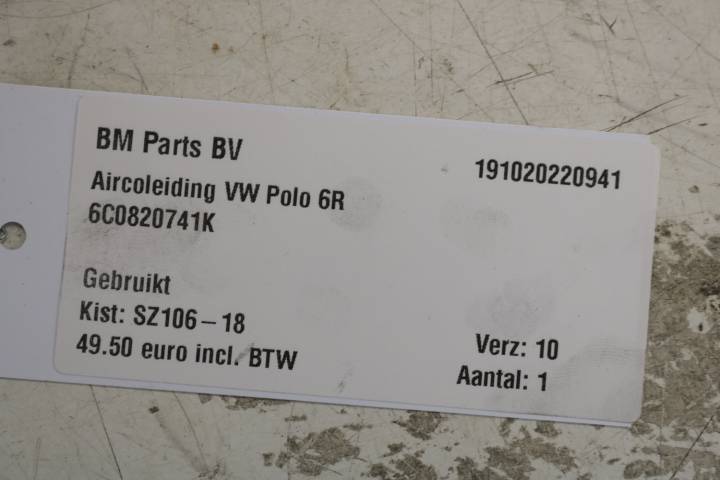 BM Parts BV
191020220941
Aircoleiding VW Polo 6R
6C0820741K
Gebruikt
Kist: SZ106-18
49.50 euro incl. BTW
Verz: 10
Aantal: 1